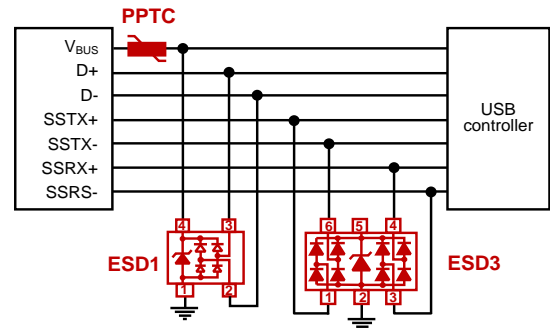 PPTC
VBUS
D+
D-
SSTX+
SSTX-
SSRX+
SSRS-
USB
controller
4 3
ESD1
1 2
6 5 4
ESD3
1 2 3